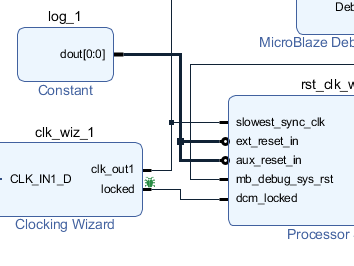 log_1
dout[0:0]
Constant
Deb
MicroBlaze Deb
rst_clk_w
clk_wiz_1
clk_out1
CLK_IN1_D
locked
Clocking Wizard
slowest_sync_clk
ext_reset_in
aux_reset_in
mb_debug_sys_rst
dcm_locked
Processor